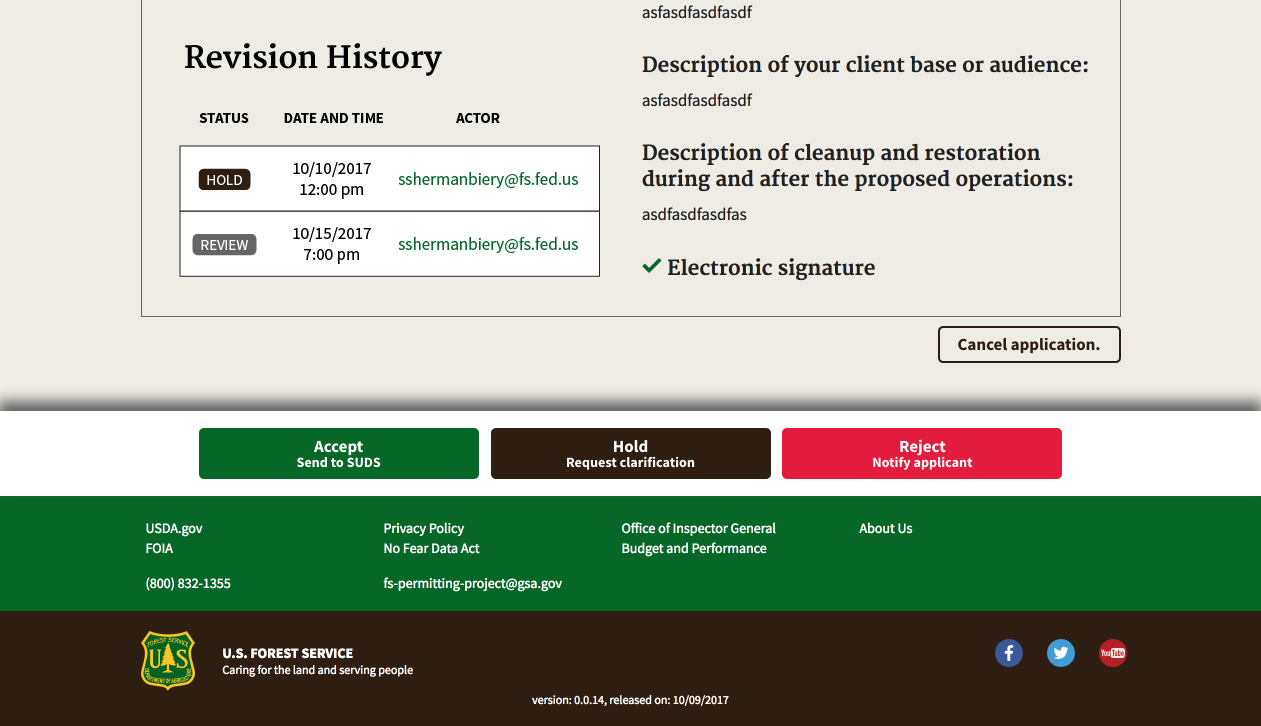 asfasdfasdfasdf
Revision History
STATUS DATE AND TIME ACTOR
HOLD 10/10/2017 12:00 pm sshermanbiery@fs.fed.us
REVIEW 10/15/2017 7:00 pm sshermanbiery@fs.fed.us
Description of your client base or audience:
asfasdfasdfasdf
Description of cleanup and restoration
during and after the proposed operations:
asdfasdfasdfas
Electronic signature
Cancel application.
Accept
Send to SUDS
Hold
Request clarification
Reject
Notify applicant
USDA.gov Privacy Policy Office of Inspector General About Us
FOIA No Fear Data Act Budget and Performance
(800) 832-1355 fs-permitting-project@gsa.gov
FOREST SERVICE
U S
DEPARTMENT OF AGRICULTURE
U.S. FOREST SERVICE
Caring for the land and serving people
f
You Tube
version: 0.0.14, released on: 10/09/2017